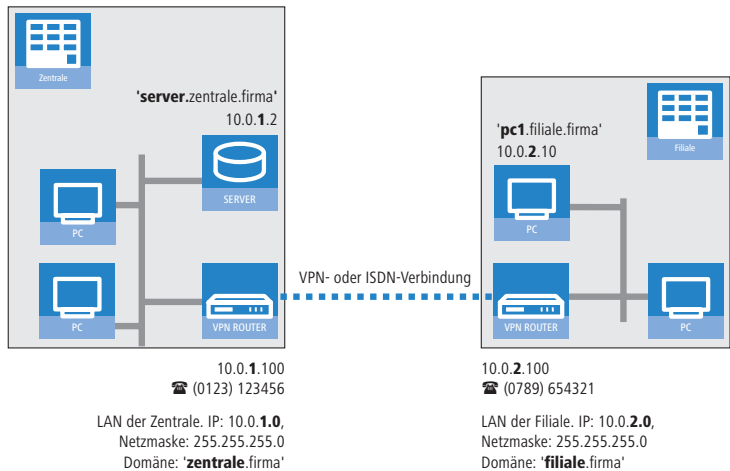 Zentrale
'server.zentrale.firma'
10.0.1.2
SERVER
PC
PC
VPN ROUTER
VPN- oder ISDN-Verbindung
Filiale
'pc1.filiale.firma'
10.0.2.10
PC
VPN ROUTER
PC
10.0.1.100
☎ (0123) 123456
LAN der Zentrale. IP: 10.0.1.0,
Netzmaske: 255.255.255.0
Domäne: 'zentrale.firma'
10.0.2.100
☎ (0789) 654321
LAN der Filiale. IP: 10.0.2.0,
Netzmaske: 255.255.255.0
Domäne: 'filiale.firma'